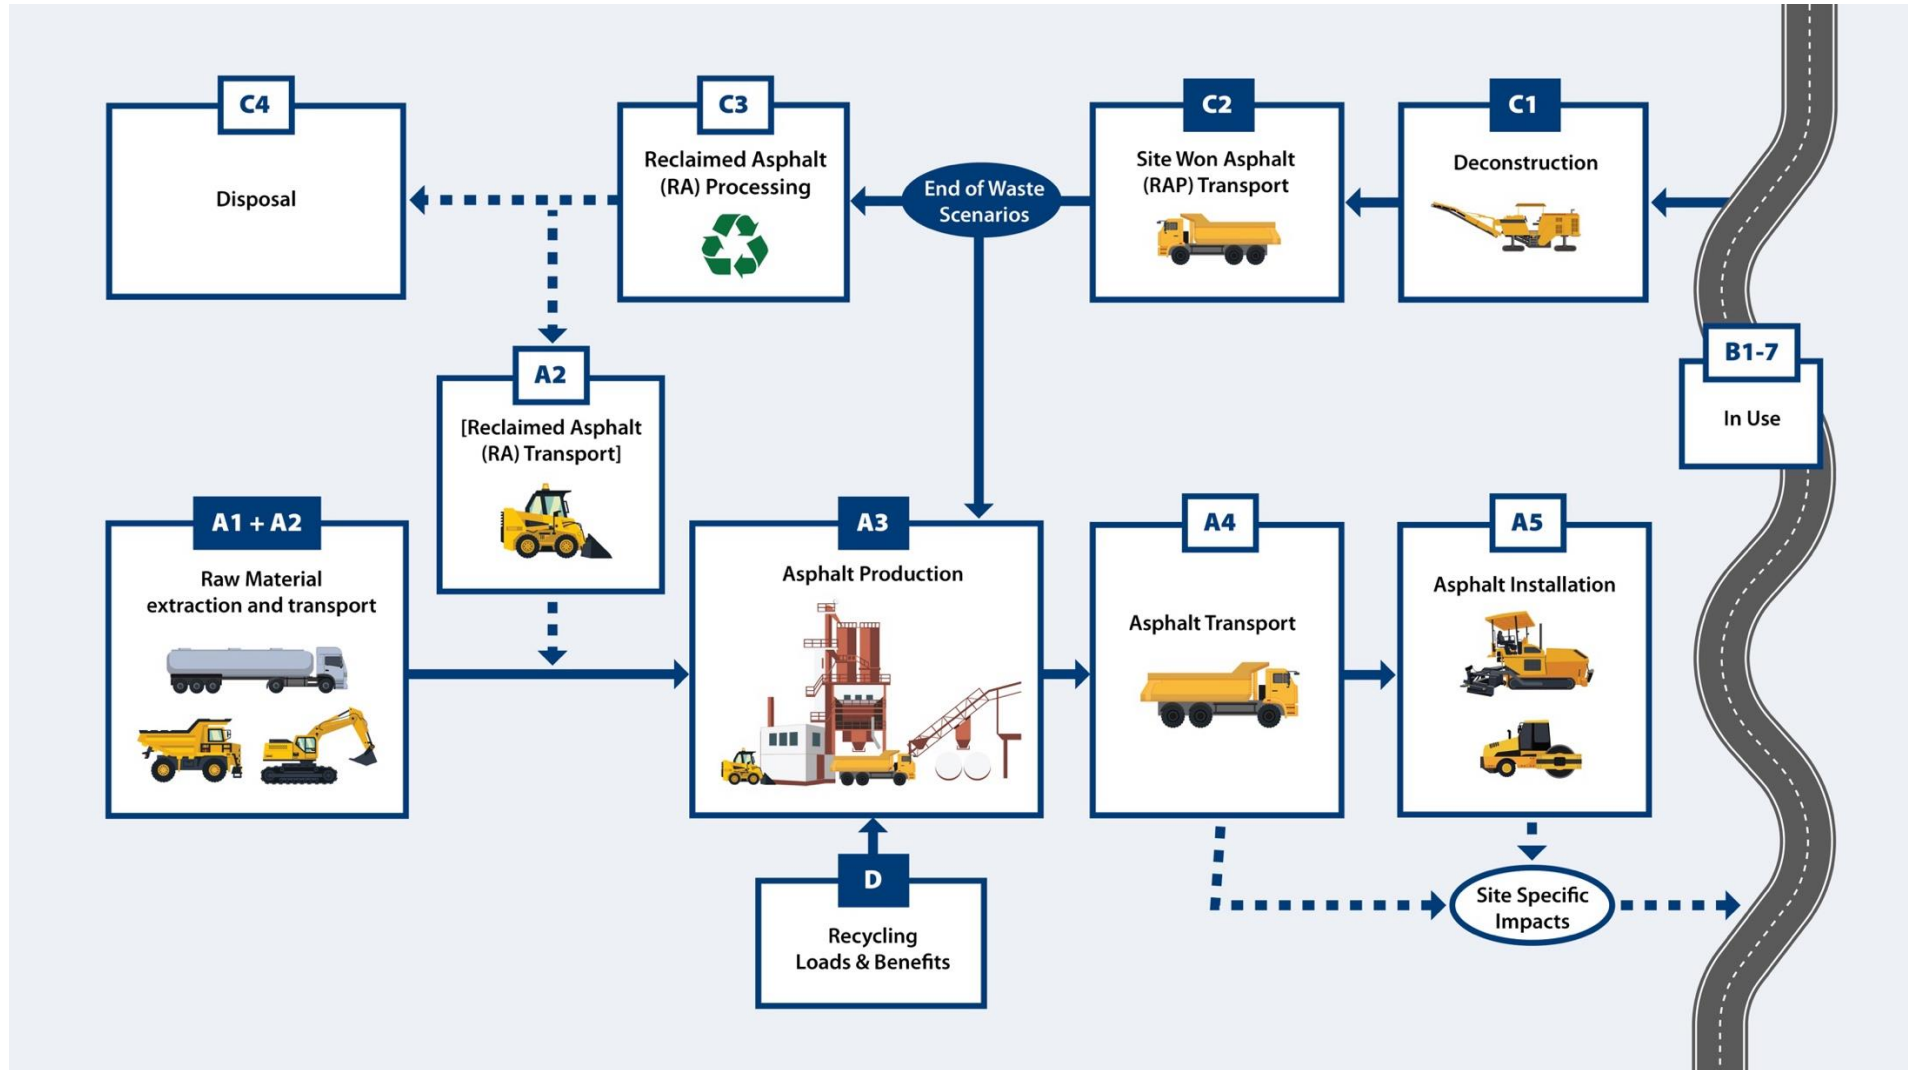 C4
Disposal
C3
Reclaimed Asphalt
(RA) Processing
End of Waste
Scenarios
C2
Site Won Asphalt
(RAP) Transport
C1
Deconstruction
B1-7
In Use
A2
[Reclaimed Asphalt
(RA) Transport]
A1 + A2
Raw Material
extraction and transport
A3
Asphalt Production
A4
Asphalt Transport
A5
Asphalt Installation
D
Recycling
Loads & Benefits
Site Specific
Impacts